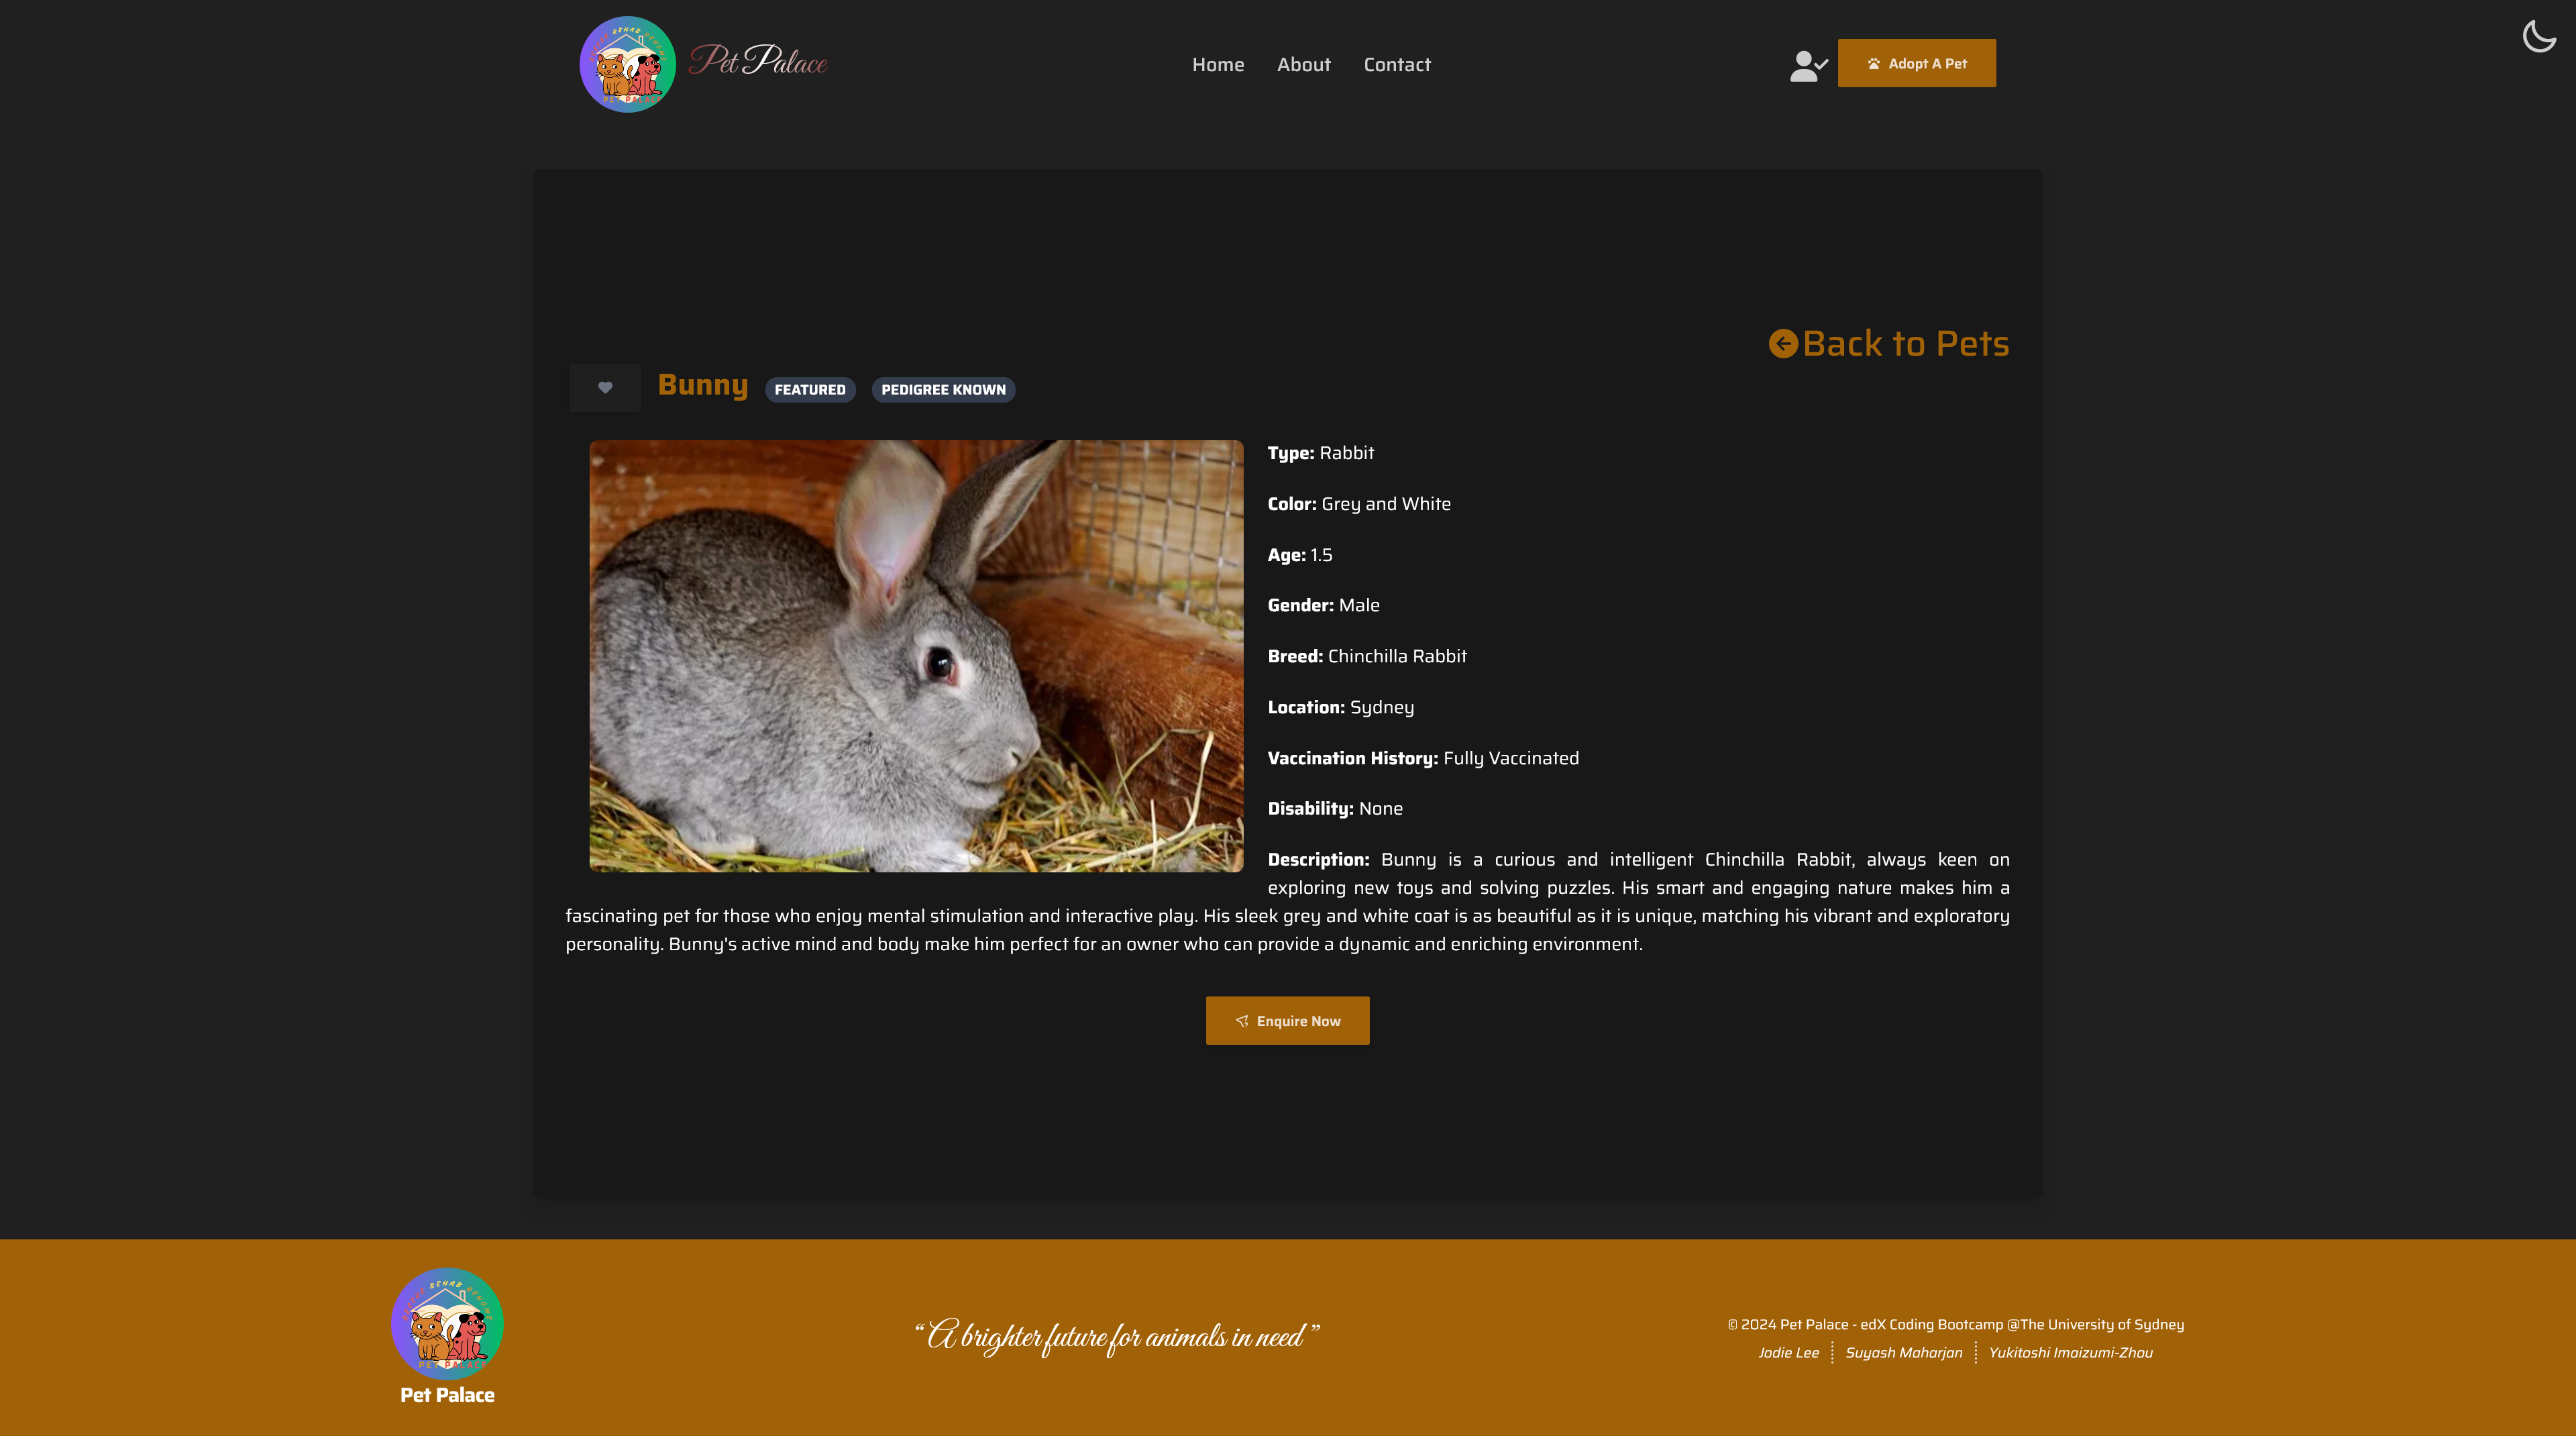 REHAB
PET PALACE
Pet Palace
Home
About
Contact
Adopt A Pet
Back to Pets
Bunny
FEATURED
PEDIGREE KNOWN
Type: Rabbit
Color: Grey and White
Age: 1.5
Gender: Male
Breed: Chinchilla Rabbit
Location: Sydney
Vaccination History: Fully Vaccinated
Disability: None
Description: Bunny is a curious and intelligent Chinchilla Rabbit, always keen on
exploring new toys and solving puzzles. His smart and engaging nature makes him a
fascinating pet for those who enjoy mental stimulation and interactive play. His sleek grey and white coat is as beautiful as it is unique, matching his vibrant and exploratory
personality. Bunny's active mind and body make him perfect for an owner who can provide a dynamic and enriching environment.
Enquire Now
REHAB
PET PALACE
Pet Palace
“ A brighter future for animals in need ”
© 2024 Pet Palace - edX Coding Bootcamp @The University of Sydney
Jodie Lee
Suyash Maharjan
Yukitoshi Imaizumi-Zhou